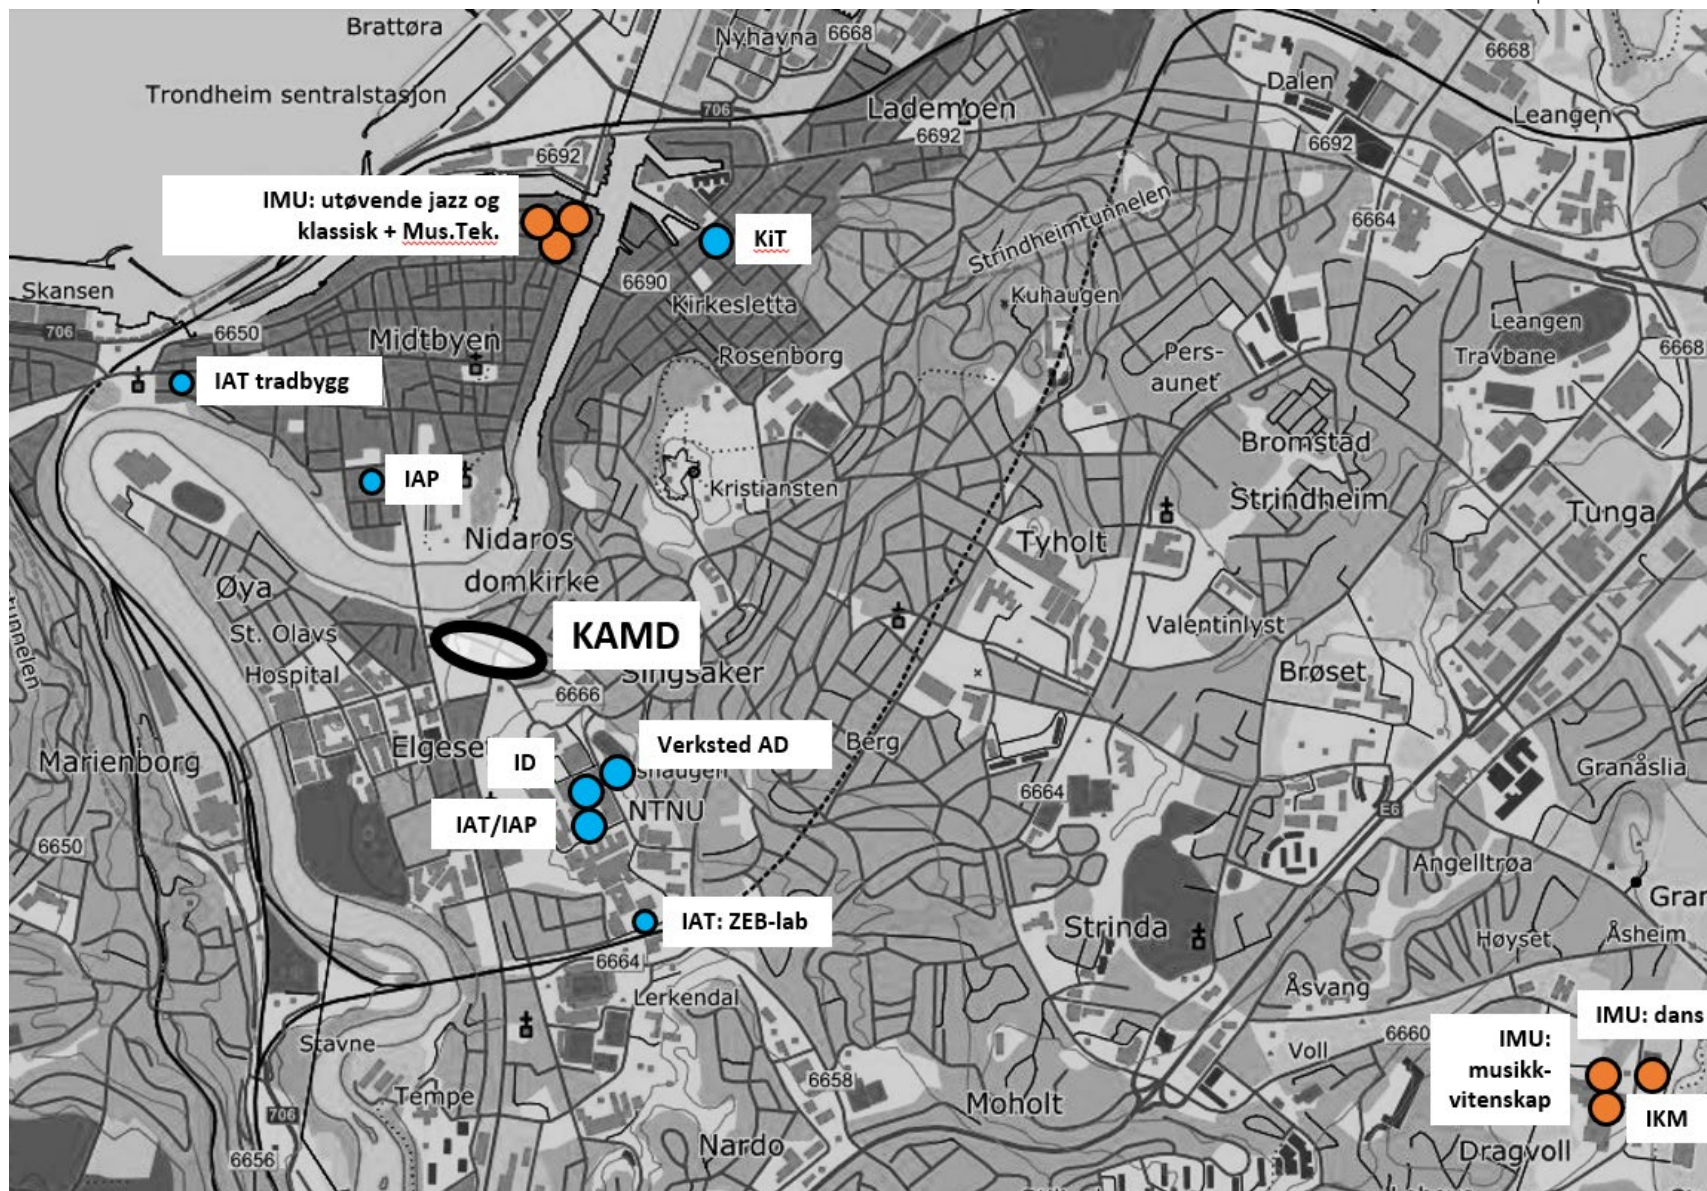 Brattøra
Nyhavna
6668
6668
Trondheim sentralstasjon
Dalen
706
Lademoen
Leangen
6692
6692
6692
IMU: utøvende jazz og
klassisk + Mus.Tek.
KiT
Strindheimtunnelen
6664
Skansen
6690
Kirkesletta
Kuhaugen
706
6650
Midtbyen
Rosenborg
Leangen
Travbane
6668
Pers-
aunet
IAT tradbygg
Bromstad
IAP
Kristiansten
Strindheim
Tunga
Nidaros
domkirke
Tyholt
Øya
St. Olavs
Hospital
KAMD
Valentinlyst
Singsaker
Brøset
6666
Marienborg
Elgese
ID
Verksted AD
shaugen
Berg
Granåslia
IAT/IAP
NTNU
6664
E6
6650
Angelltrøa
Gran
IAT: ZEB-lab
Strinda
Høyset
Åsheim
6664
Lerkendal
Åsvang
IMU: dans
Stavne
6660
IMU:
musikk-
vitenskap
Voll
6658
Tempe
Moholt
706
IKM
Nardo
Dragvoll
6656